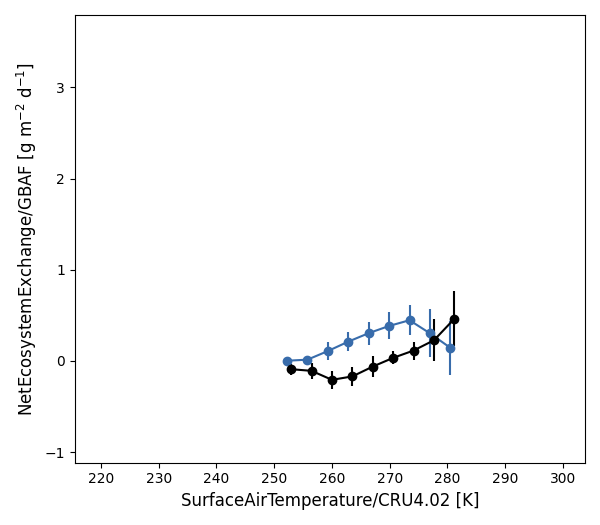 3
2
1
0
−1
220 230 240 250 260 270 280 290 300
NetEcosystemExchange/GBAF [g m⁻² d⁻¹]
SurfaceAirTemperature/CRU4.02 [K]